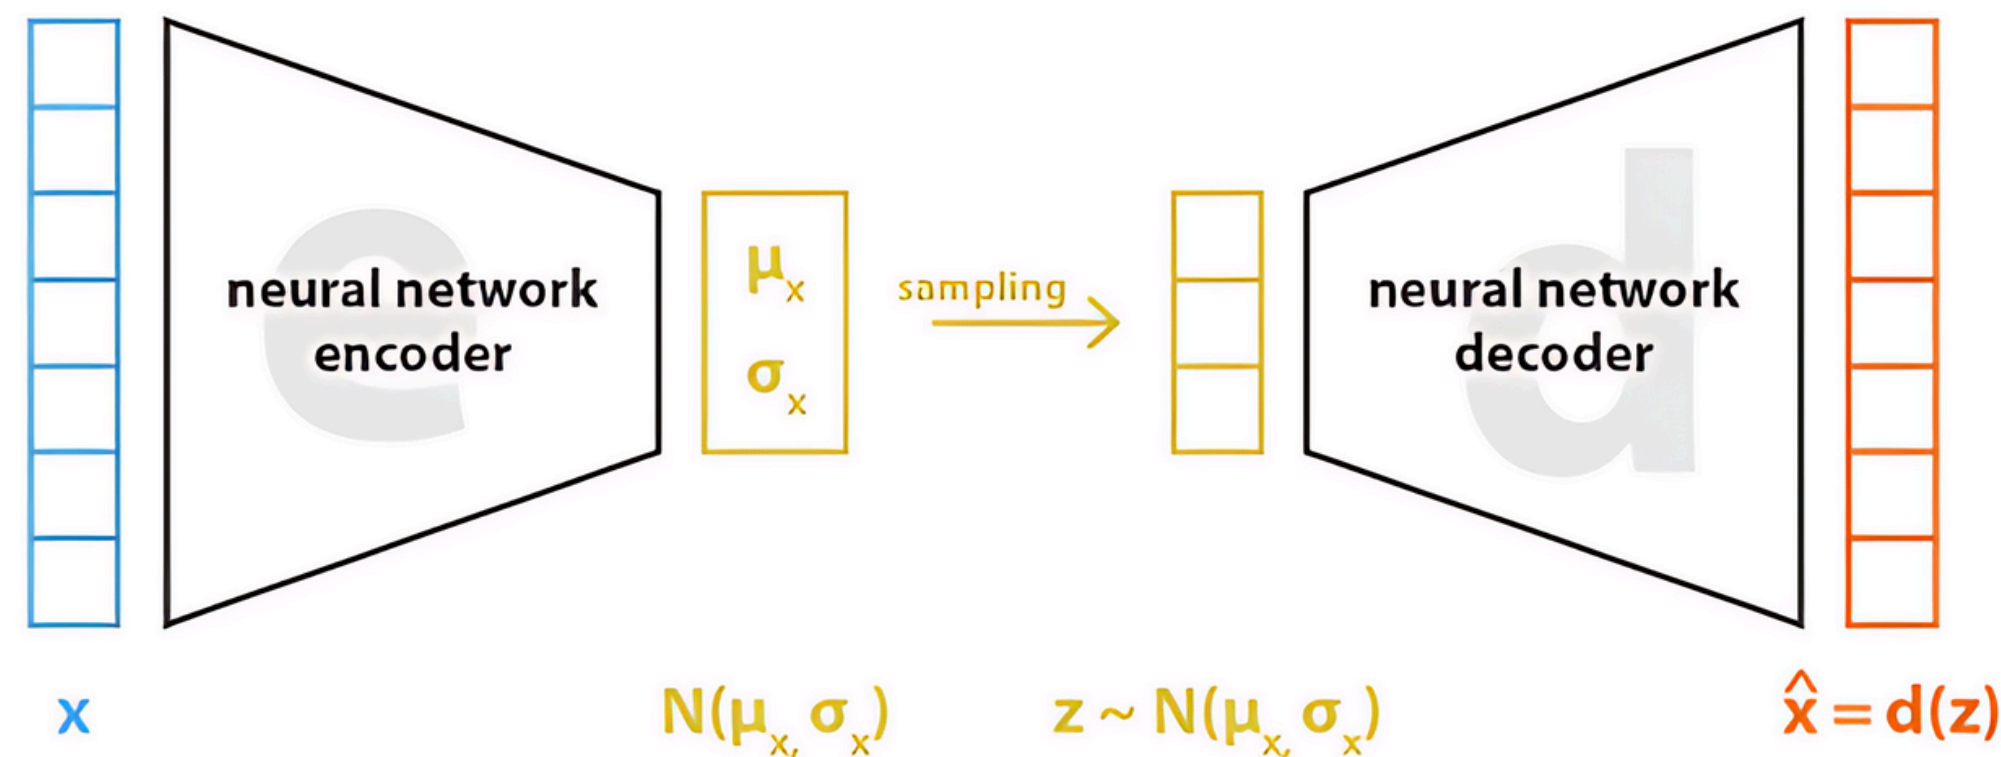 e
neural network
encoder
μₓ
σₓ
sampling
d
neural network
decoder
x
N(μₓ, σₓ)
z ~ N(μₓ, σₓ)
x̂ = d(z)